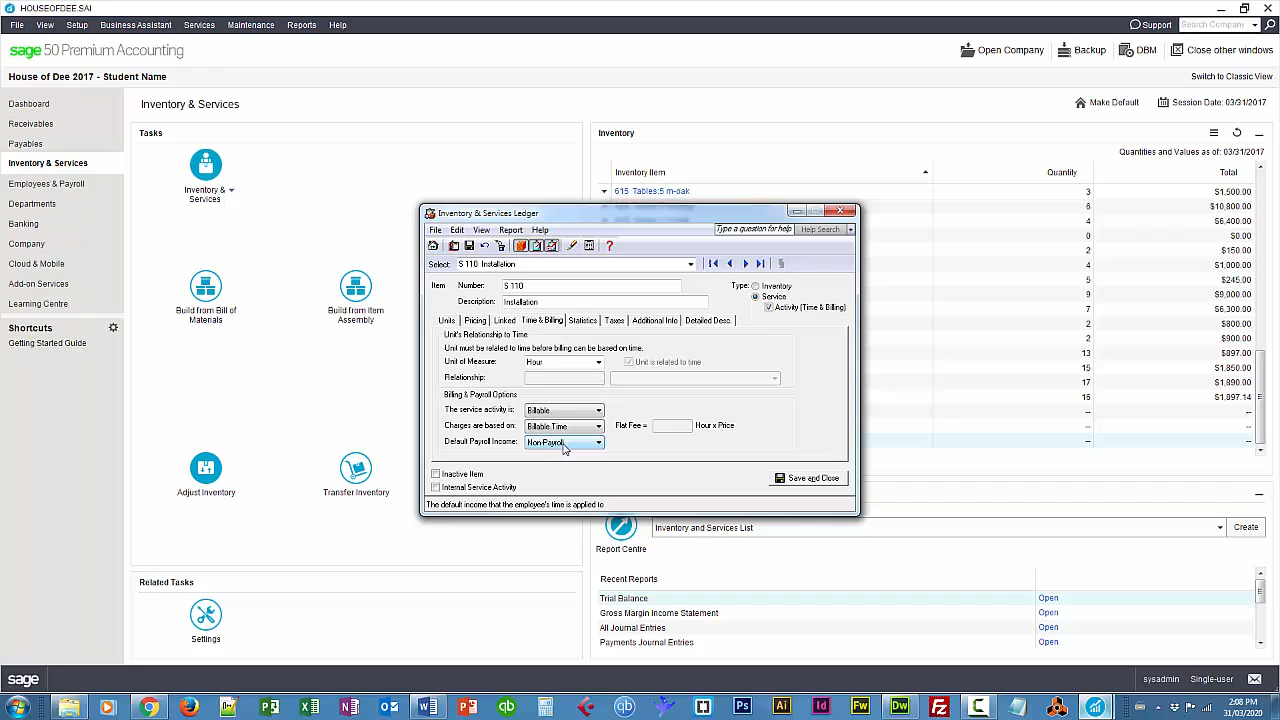 HOUSEOFDEE.SAI
File View Setup Business Assistant Services Maintenance Reports Help
Support Search Company
sage 50 Premium Accounting
Open Company Backup DBM Close other windows
House of Dee 2017 - Student Name
Switch to Classic View
Dashboard
Receivables
Payables
Inventory & Services
Employees & Payroll
Departments
Banking
Company
Cloud & Mobile
Add-on Services
Learning Centre
Shortcuts
Getting Started Guide
Inventory & Services
Make Default Session Date: 03/31/2017
Tasks
Inventory &
Services
Build from Bill of
Materials
Build from Item
Assembly
Adjust Inventory
Transfer Inventory
Related Tasks
Settings
Inventory
Quantities and Values as of: 03/31/2017
Inventory Item Quantity Total
615 Tables:5 m-oak 3 $1,500.00
6 $10,800.00
4 $6,400.00
0 $0.00
2 $150.00
4 $1,000.00
5 $245.00
9 $9,000.00
7 $6,300.00
2 $800.00
2 $900.00
13 $897.00
15 $1,850.00
17 $1,890.00
16 $1,897.14
-- --
-- --
-- --
Inventory & Services Ledger
File Edit View Report Help
Type a question for help Help Search
Select: S 110 Installation
Item Number: S 110
Description: Installation
Type: Inventory
Service
Activity (Time & Billing)
Units Pricing Linked Time & Billing Statistics Taxes Additional Info Detailed Desc.
Unit's Relationship to Time
Unit must be related to time before billing can be based on time.
Unit of Measure: Hour Unit is related to time
Relationship:
Billing & Payroll Options
The service activity is: Billable
Charges are based on: Billable Time Flat Fee = Hour x Price
Default Payroll Income: Non-Payroll
Inactive Item
Internal Service Activity
Save and Close
The default income that the employee's time is applied to
Report Centre
Inventory and Services List Create
Recent Reports
Trial Balance Open
Gross Margin Income Statement Open
All Journal Entries Open
Payments Journal Entries Open
sage
sysadmin Single-user
2:08 PM
31/03/2020